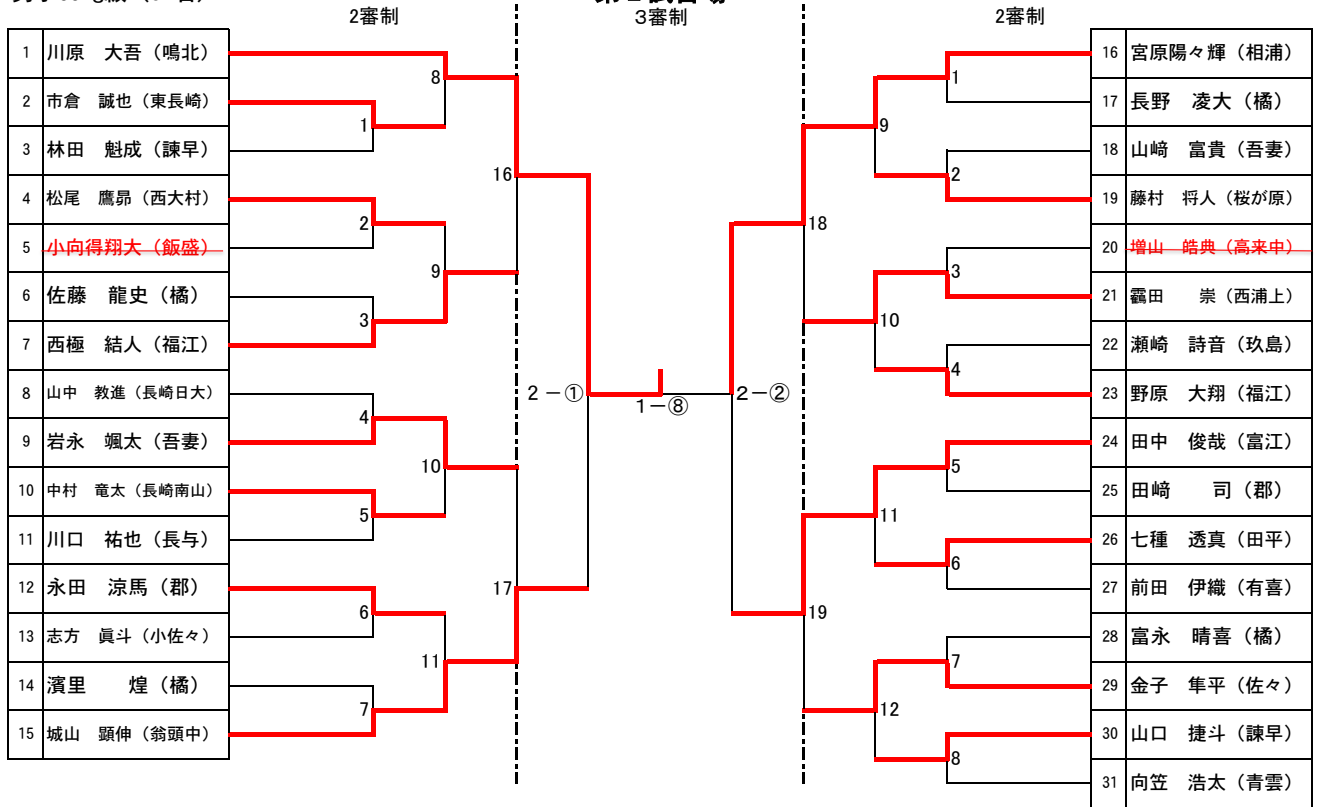 2審制
3審制
2審制
1 川原　大吾（鳴北）
2 市倉　誠也（東長崎）
3 林田　魁成（諫早）
4 松尾　鷹昴（西大村）
5 小向得翔大（飯盛）
6 佐藤　龍史（橘）
7 西極　結人（福江）
8 山中　教進（長崎日大）
9 岩永　颯太（吾妻）
10 中村　竜太（長崎南山）
11 川口　祐也（長与）
12 永田　涼馬（郡）
13 志方　眞斗（小佐々）
14 濱里　　煌（橘）
15 城山　顕伸（翁頭中）
8
1
16
2
9
3
4
10
5
17
6
11
7
2－①
1－⑧
2－②
1
9
2
18
3
10
4
5
11
6
19
7
12
8
16 宮原陽々輝（相浦）
17 長野　凌大（橘）
18 山﨑　富貴（吾妻）
19 藤村　将人（桜が原）
20 増山　皓典（高来中）
21 靏田　　崇（西浦上）
22 瀬崎　詩音（玖島）
23 野原　大翔（福江）
24 田中　俊哉（富江）
25 田﨑　　司（郡）
26 七種　透真（田平）
27 前田　伊織（有喜）
28 富永　晴喜（橘）
29 金子　隼平（佐々）
30 山口　捷斗（諫早）
31 向笠　浩太（青雲）